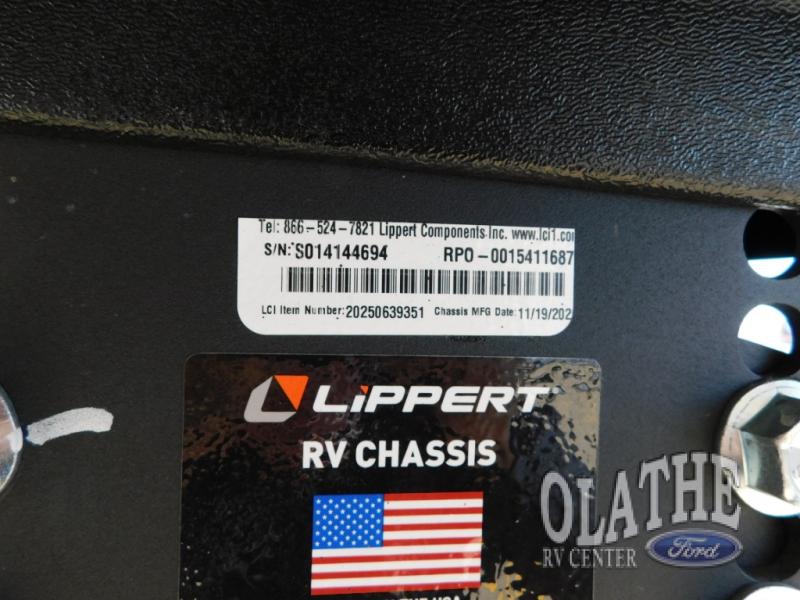 Tel: 866-524-7821 Lippert Components Inc. www.lci1.com
S/N: S014144694 RPO-0015411687
LCI Item Number: 20250639351 Chassis MFG Date: 11/19/202
LIPPERT
RV CHASSIS
OLATHE
RV CENTER Ford